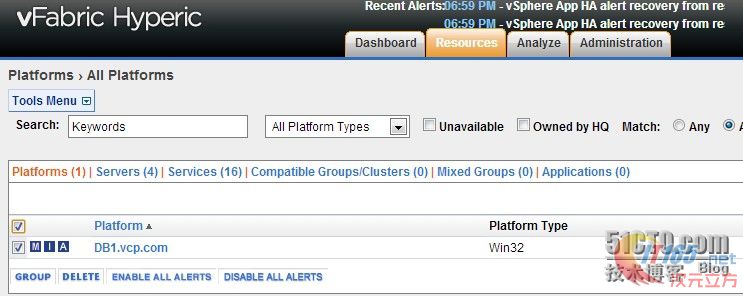 vFabric Hyperic
Recent Alerts: 06:59 PM - vSphere App HA alert recovery from res
06:59 PM - vSphere App HA alert recovery from res
Dashboard Resources Analyze Administration
Platforms › All Platforms
Tools Menu
Search: Keywords All Platform Types Unavailable Owned by HQ Match: Any
Platforms (1) | Servers (4) | Services (16) | Compatible Groups/Clusters (0) | Mixed Groups (0) | Applications (0)
Platform Platform Type
M I A DB1.vcp.com Win32
GROUP DELETE ENABLE ALL ALERTS DISABLE ALL ALERTS
51CTO.com
技术博客 Blog
次元立方